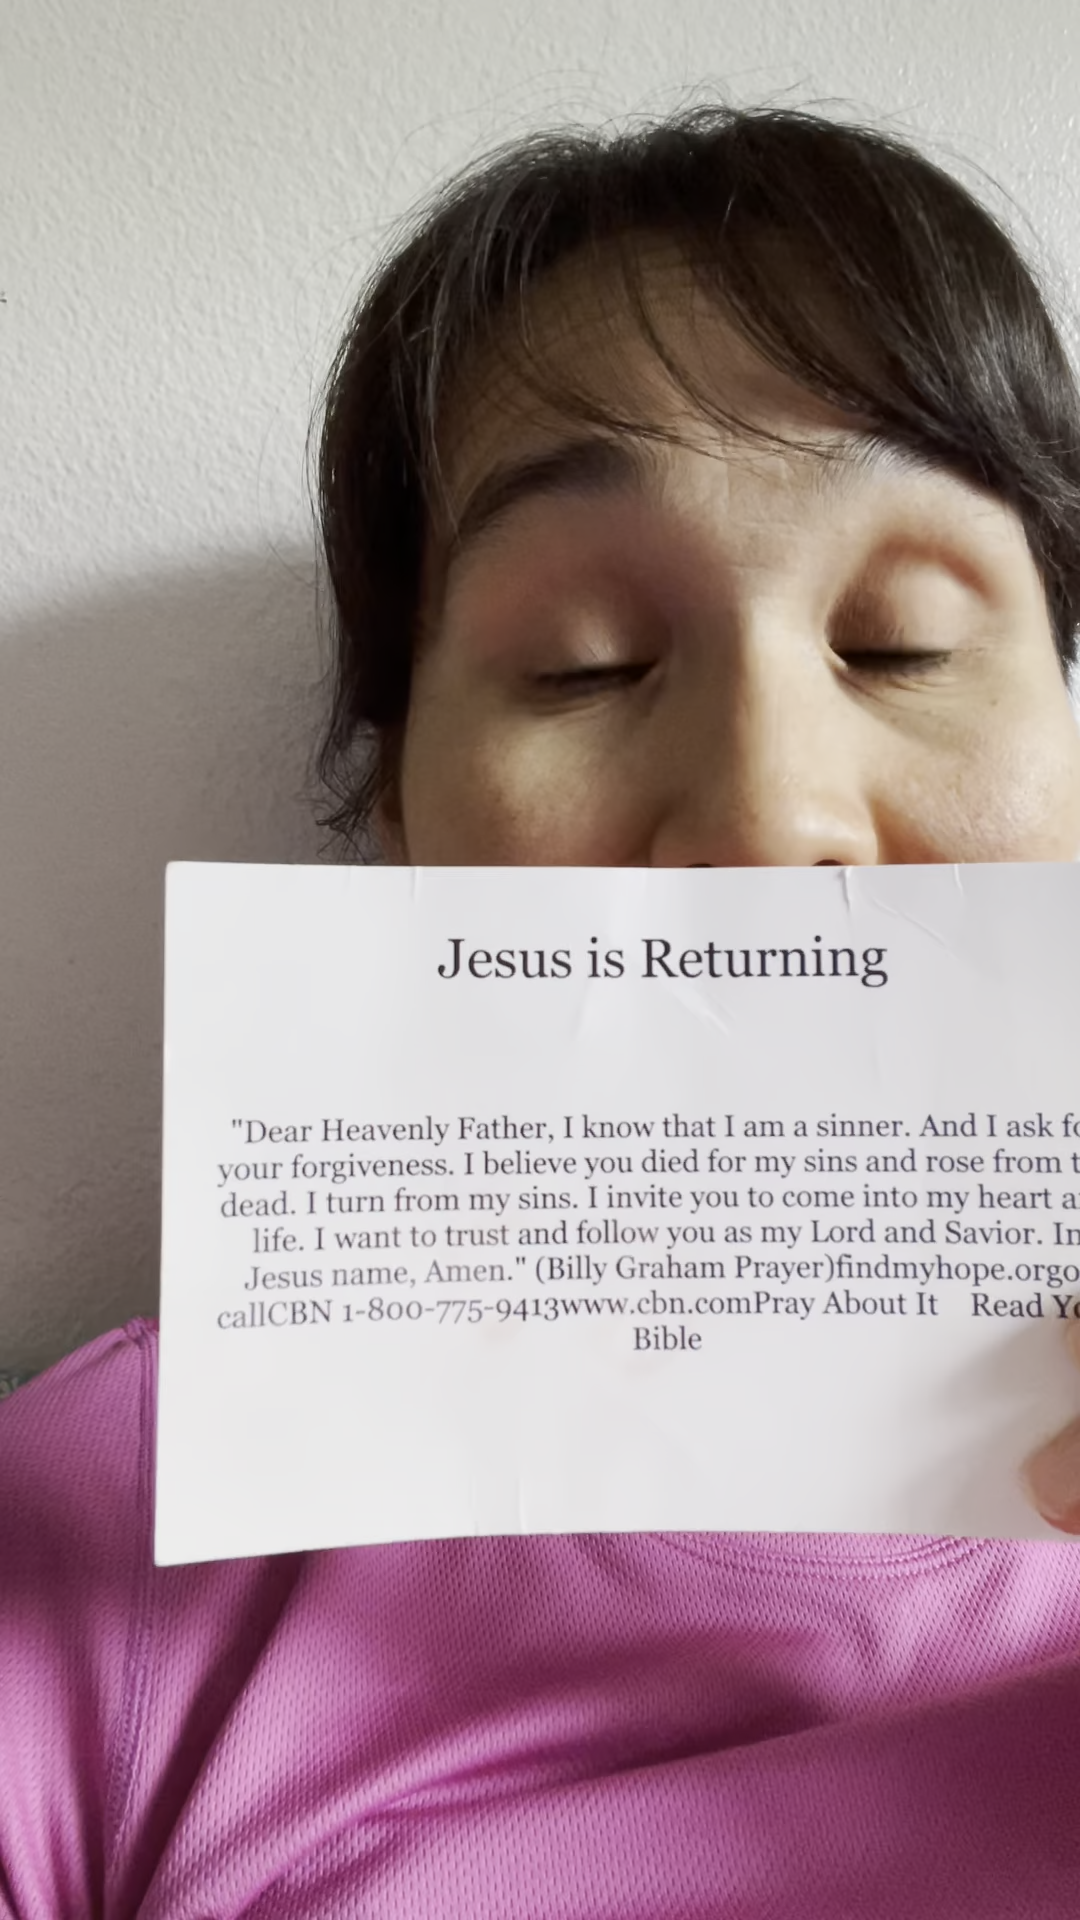 Jesus is Returning
"Dear Heavenly Father, I know that I am a sinner. And I ask fo
your forgiveness. I believe you died for my sins and rose from t
dead. I turn from my sins. I invite you to come into my heart a
life. I want to trust and follow you as my Lord and Savior. In
Jesus name, Amen." (Billy Graham Prayer)findmyhope.orgo
callCBN 1-800-775-9413www.cbn.comPray About It Read Yo
Bible